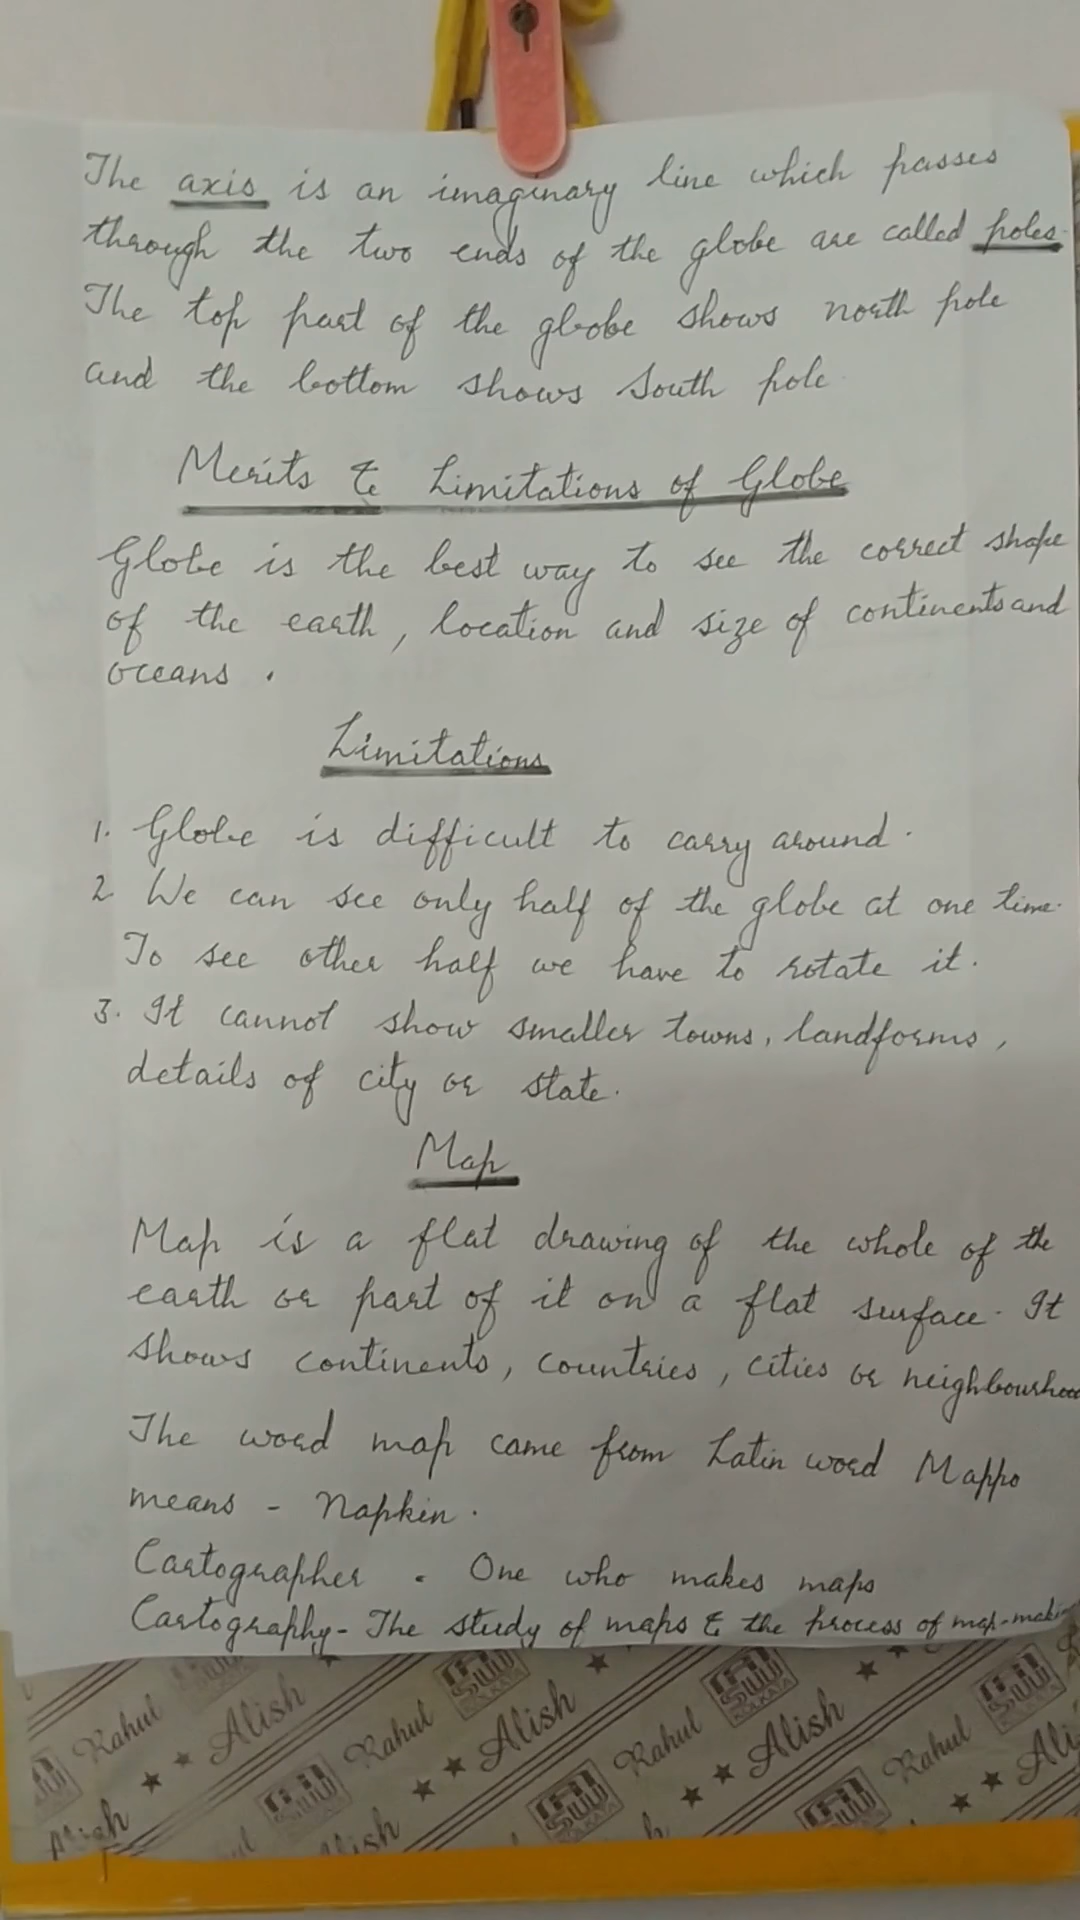 The axis is an imaginary line which passes
through the two ends of the globe are called poles.
The top part of the globe shows north pole
and the bottom shows South pole
Merits & Limitations of Globe
Globe is the best way to see the correct shape
of the earth, location and size of continents and
oceans.
Limitations
1. Globe is difficult to carry around.
2 We can see only half of the globe at one time.
To see other half we have to rotate it.
3. It cannot show smaller towns, landforms,
details of city or state.
Map
Map is a flat drawing of the whole of the
earth or part of it on a flat surface. It
shows continents, countries, cities or neighbourhoo
The word map came from Latin word Mappo
means - Napkin.
Cartographer - One who makes maps
Cartography - The study of maps & the process of map-maki
Rahul Alish Rahul Alish Rahul Alish Rahul Ali
KOLKATA
Alish